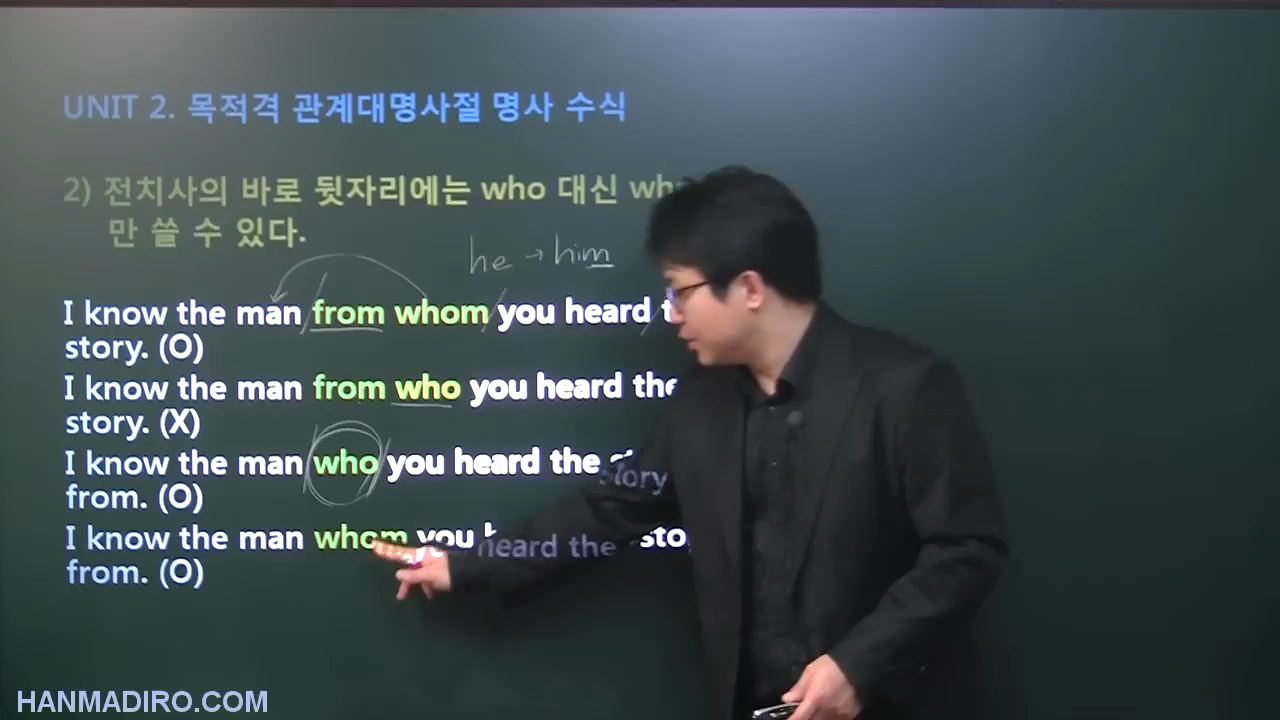 UNIT 2. 목적격 관계대명사절 명사 수식
2) 전치사의 바로 뒷자리에는 who 대신
만 쓸 수 있다.
he → him
I know the man from whom you heard
story. (O)
I know the man from who you heard the
story. (X)
I know the man who you heard the story
from. (O)
I know the man whom you heard the
from. (O)
HANMADIRO.COM